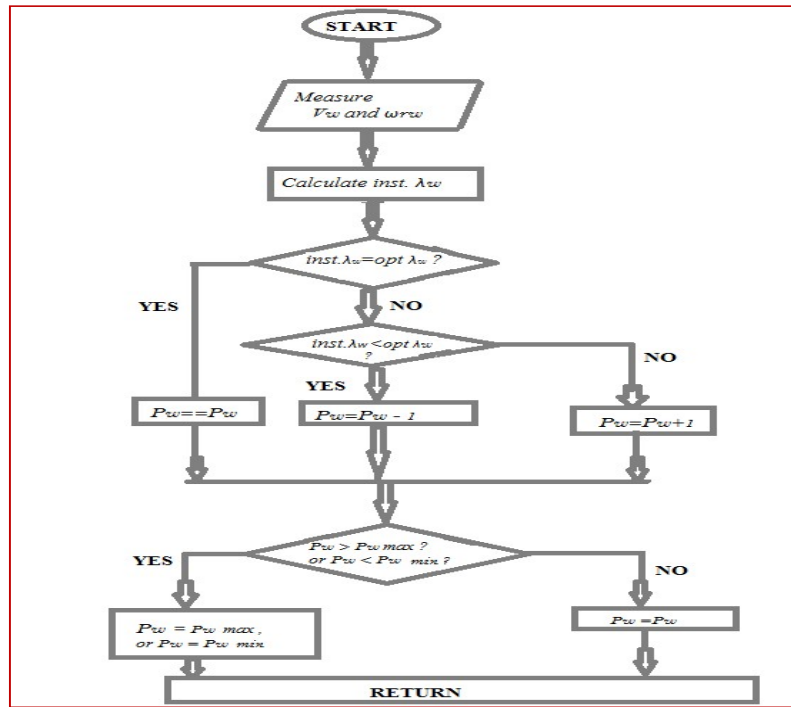 START
Measure
Vw and ωrw
Calculate inst. λw
inst.λw=opt λw ?
YES
NO
inst.λw<opt λw
?
NO
YES
Pw==Pw
Pw=Pw - 1
Pw=Pw+1
Pw > Pw max ?
or Pw < Pw min ?
YES
NO
Pw = Pw max ,
or Pw = Pw min
Pw =Pw
RETURN